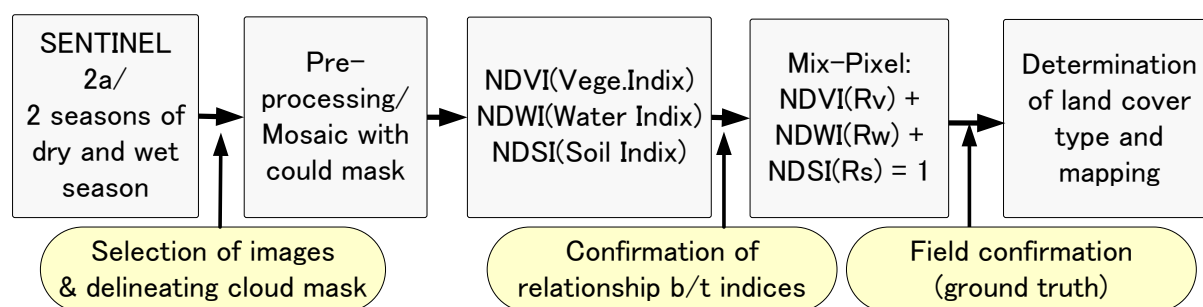 SENTINEL
2a/
2 seasons of
dry and wet
season
Pre-
processing/
Mosaic with
could mask
NDVI(Vege.Indix)
NDWI(Water Indix)
NDSI(Soil Indix)
Mix-Pixel:
NDVI(Rv) +
NDWI(Rw) +
NDSI(Rs) = 1
Determination
of land cover
type and
mapping
Selection of images
& delineating cloud mask
Confirmation of
relationship b/t indices
Field confirmation
(ground truth)